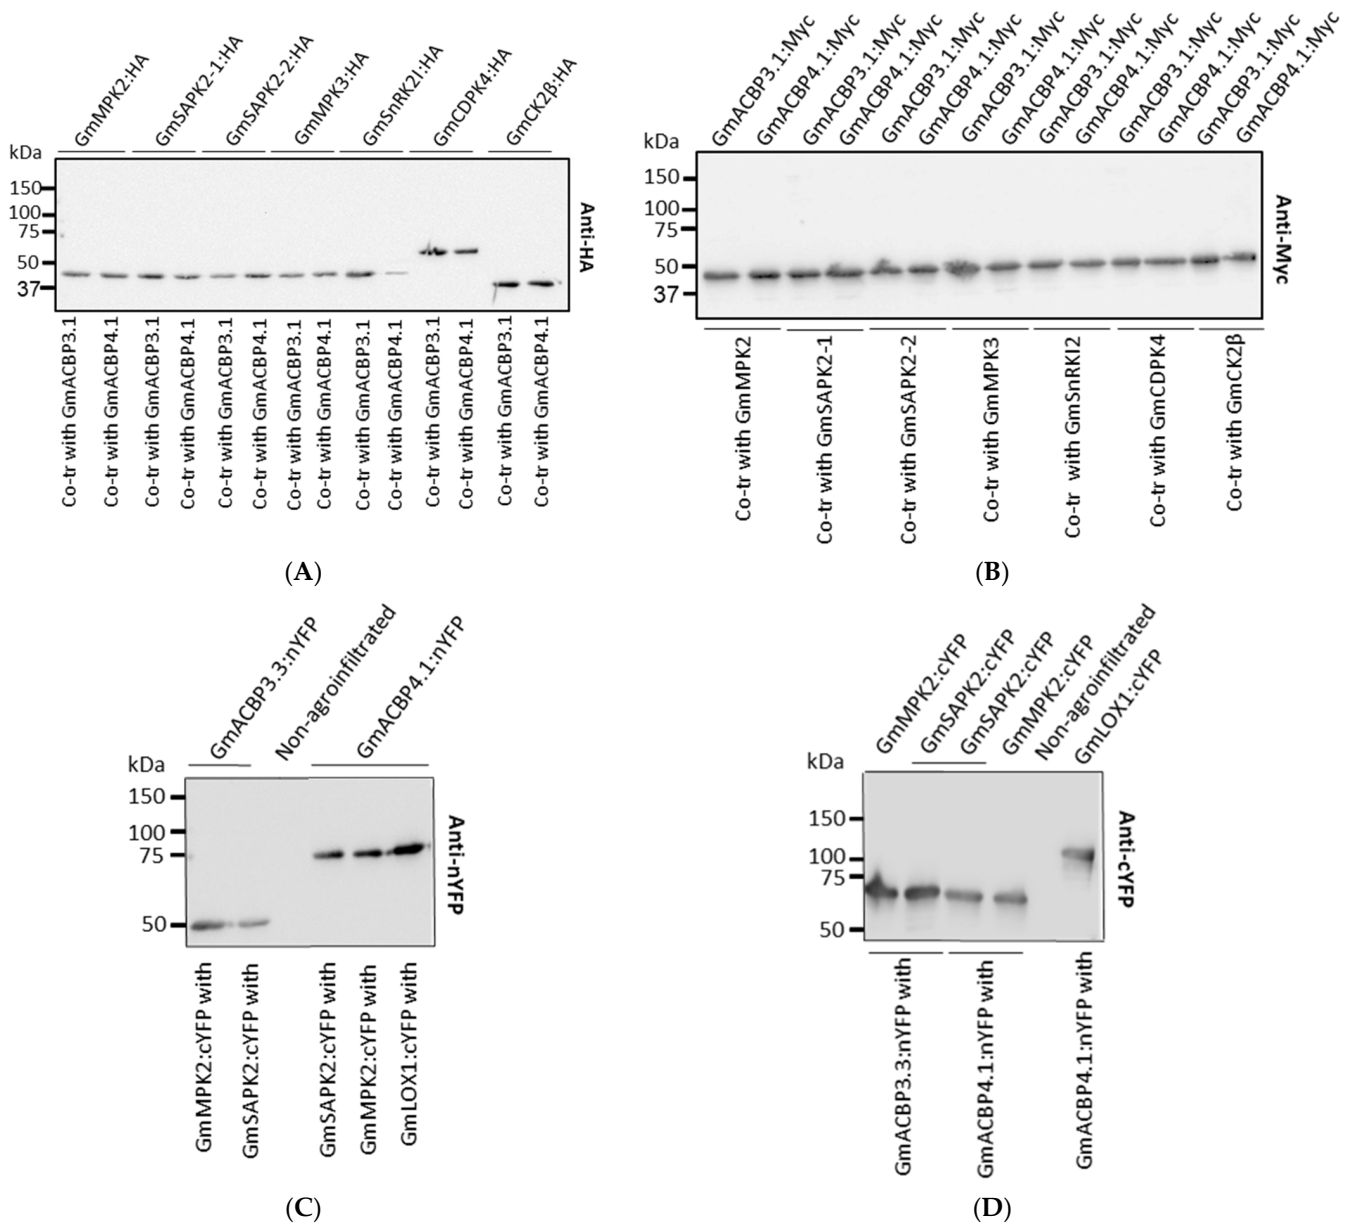 GmMPK2:HA
GmSAPK2-1:HA
GmSAPK2-2:HA
GmMPK3:HA
GmSnRK2I:HA
GmCDPK4:HA
GmCK2β:HA
kDa
150
100
75
50
37
Anti-HA
Co-tr with GmACBP3.1
Co-tr with GmACBP4.1
Co-tr with GmACBP3.1
Co-tr with GmACBP4.1
Co-tr with GmACBP3.1
Co-tr with GmACBP4.1
Co-tr with GmACBP3.1
Co-tr with GmACBP4.1
Co-tr with GmACBP3.1
Co-tr with GmACBP4.1
Co-tr with GmACBP3.1
Co-tr with GmACBP4.1
Co-tr with GmACBP3.1
Co-tr with GmACBP4.1
(A)
GmACBP3.1:Myc
GmACBP4.1:Myc
GmACBP3.1:Myc
GmACBP4.1:Myc
GmACBP3.1:Myc
GmACBP4.1:Myc
GmACBP3.1:Myc
GmACBP4.1:Myc
GmACBP3.1:Myc
GmACBP4.1:Myc
GmACBP3.1:Myc
GmACBP4.1:Myc
GmACBP3.1:Myc
GmACBP4.1:Myc
kDa
150
100
75
50
37
Anti-Myc
Co-tr with GmMPK2
Co-tr with GmSAPK2-1
Co-tr with GmSAPK2-2
Co-tr with GmMPK3
Co-tr with GmSnRKI2
Co-tr with GmCDPK4
Co-tr with GmCK2β
(B)
GmACBP3.3:nYFP
Non-agroinfiltrated
GmACBP4.1:nYFP
kDa
150
100
75
50
Anti-nYFP
GmMPK2:cYFP with
GmSAPK2:cYFP with
GmSAPK2:cYFP with
GmMPK2:cYFP with
GmLOX1:cYFP with
(C)
GmMPK2:cYFP
GmSAPK2:cYFP
GmSAPK2:cYFP
GmMPK2:cYFP
Non-agroinfiltrated
GmLOX1:cYFP
kDa
150
100
75
50
Anti-cYFP
GmACBP3.3:nYFP with
GmACBP4.1:nYFP with
GmACBP4.1:nYFP with
(D)